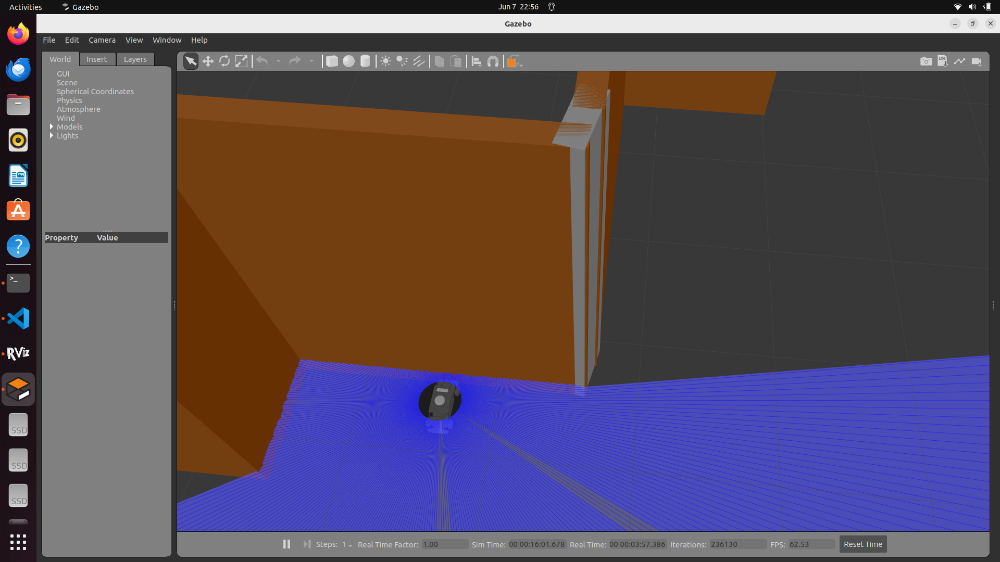 Activities Gazebo Jun 7 22:56
Gazebo
File Edit Camera View Window Help
World Insert Layers
LOG
GUI
Scene
Spherical Coordinates
Physics
Atmosphere
Wind
Models
Lights
Property Value
>_
RViz
SSD
SSD
SSD
Steps: 1 Real Time Factor: 1.00 Sim Time: 00 00:16:01.678 Real Time: 00 00:03:57.386 Iterations: 236130 FPS: 62.53 Reset Time